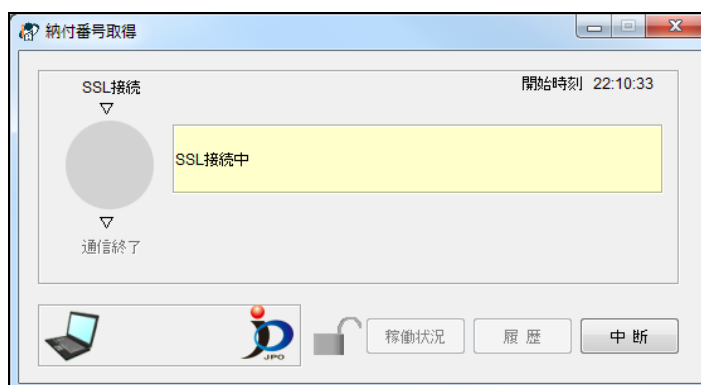 納付番号取得
SSL接続
開始時刻 22:10:33
▽
SSL接続中
▽
通信終了
JPO
稼働状況
履歴
中断